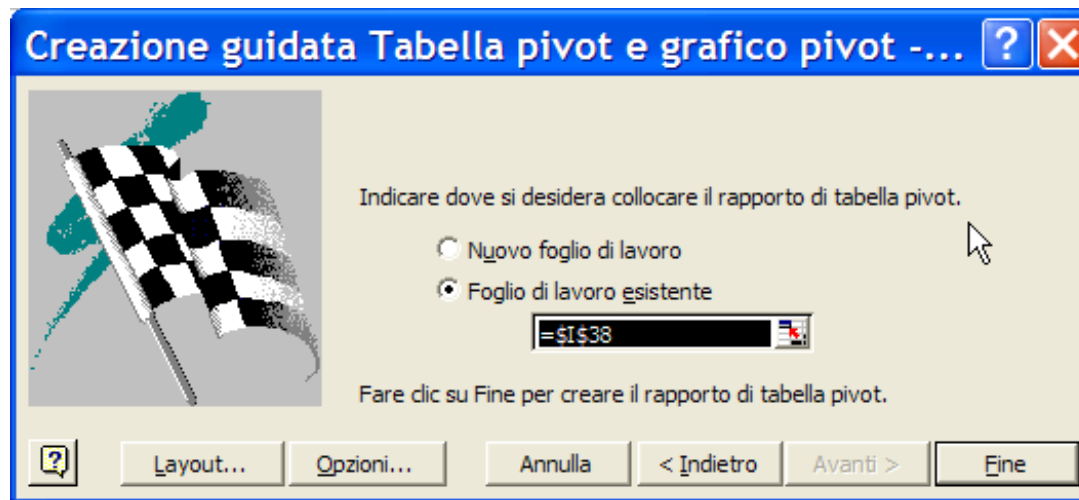 Creazione guidata Tabella pivot e grafico pivot -... ?
Indicare dove si desidera collocare il rapporto di tabella pivot.
Nuovo foglio di lavoro
Foglio di lavoro esistente
=$I$38
Fare clic su Fine per creare il rapporto di tabella pivot.
? Layout... Opzioni... Annulla < Indietro Avanti > Fine